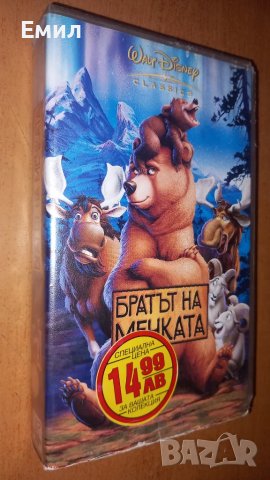 Емил
WALT DISNEY
CLASSICS
БРАТЪТ НА
МЕЧКАТА
СПЕЦИАЛНА
ЦЕНА
14 99
ЛВ
ЗА ВАШАТА
КОЛЕКЦИЯ
BAZAR